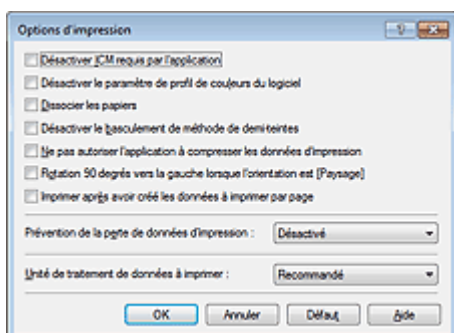 Options d'impression
Désactiver ICM requis par l'application
Désactiver le paramètre de profil de couleurs du logiciel
Dissocier les papiers
Désactiver le basculement de méthode de demi-teintes
Ne pas autoriser l'application à compresser les données d'impression
Rotation 90 degrés vers la gauche lorsque l'orientation est [Paysage]
Imprimer après avoir créé les données à imprimer par page
Prévention de la perte de données d'impression : Désactivé
Unité de traitement de données à imprimer : Recommandé
OK Annuler Défaut Aide